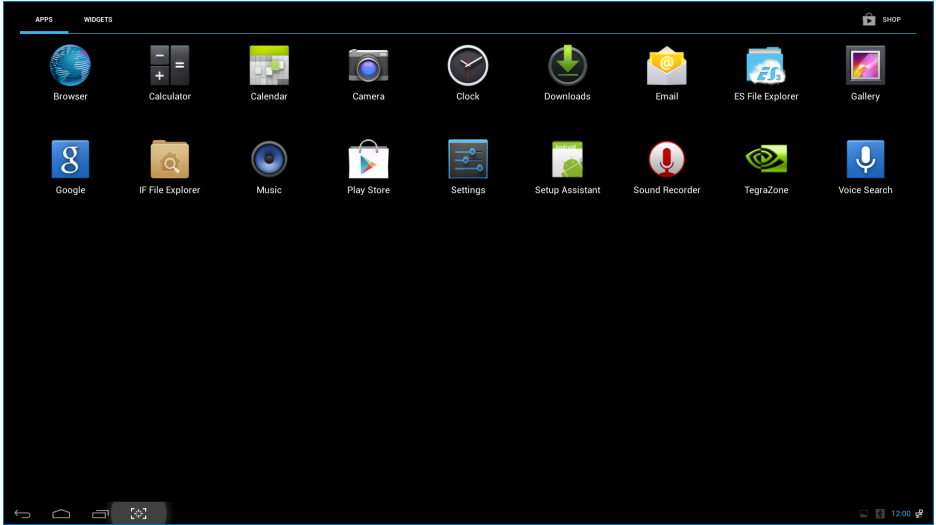 APPS WIDGETS SHOP
Browser Calculator Calendar Camera Clock Downloads Email ES File Explorer Gallery
Google IF File Explorer Music Play Store Settings Setup Assistant Sound Recorder TegraZone Voice Search
12:00